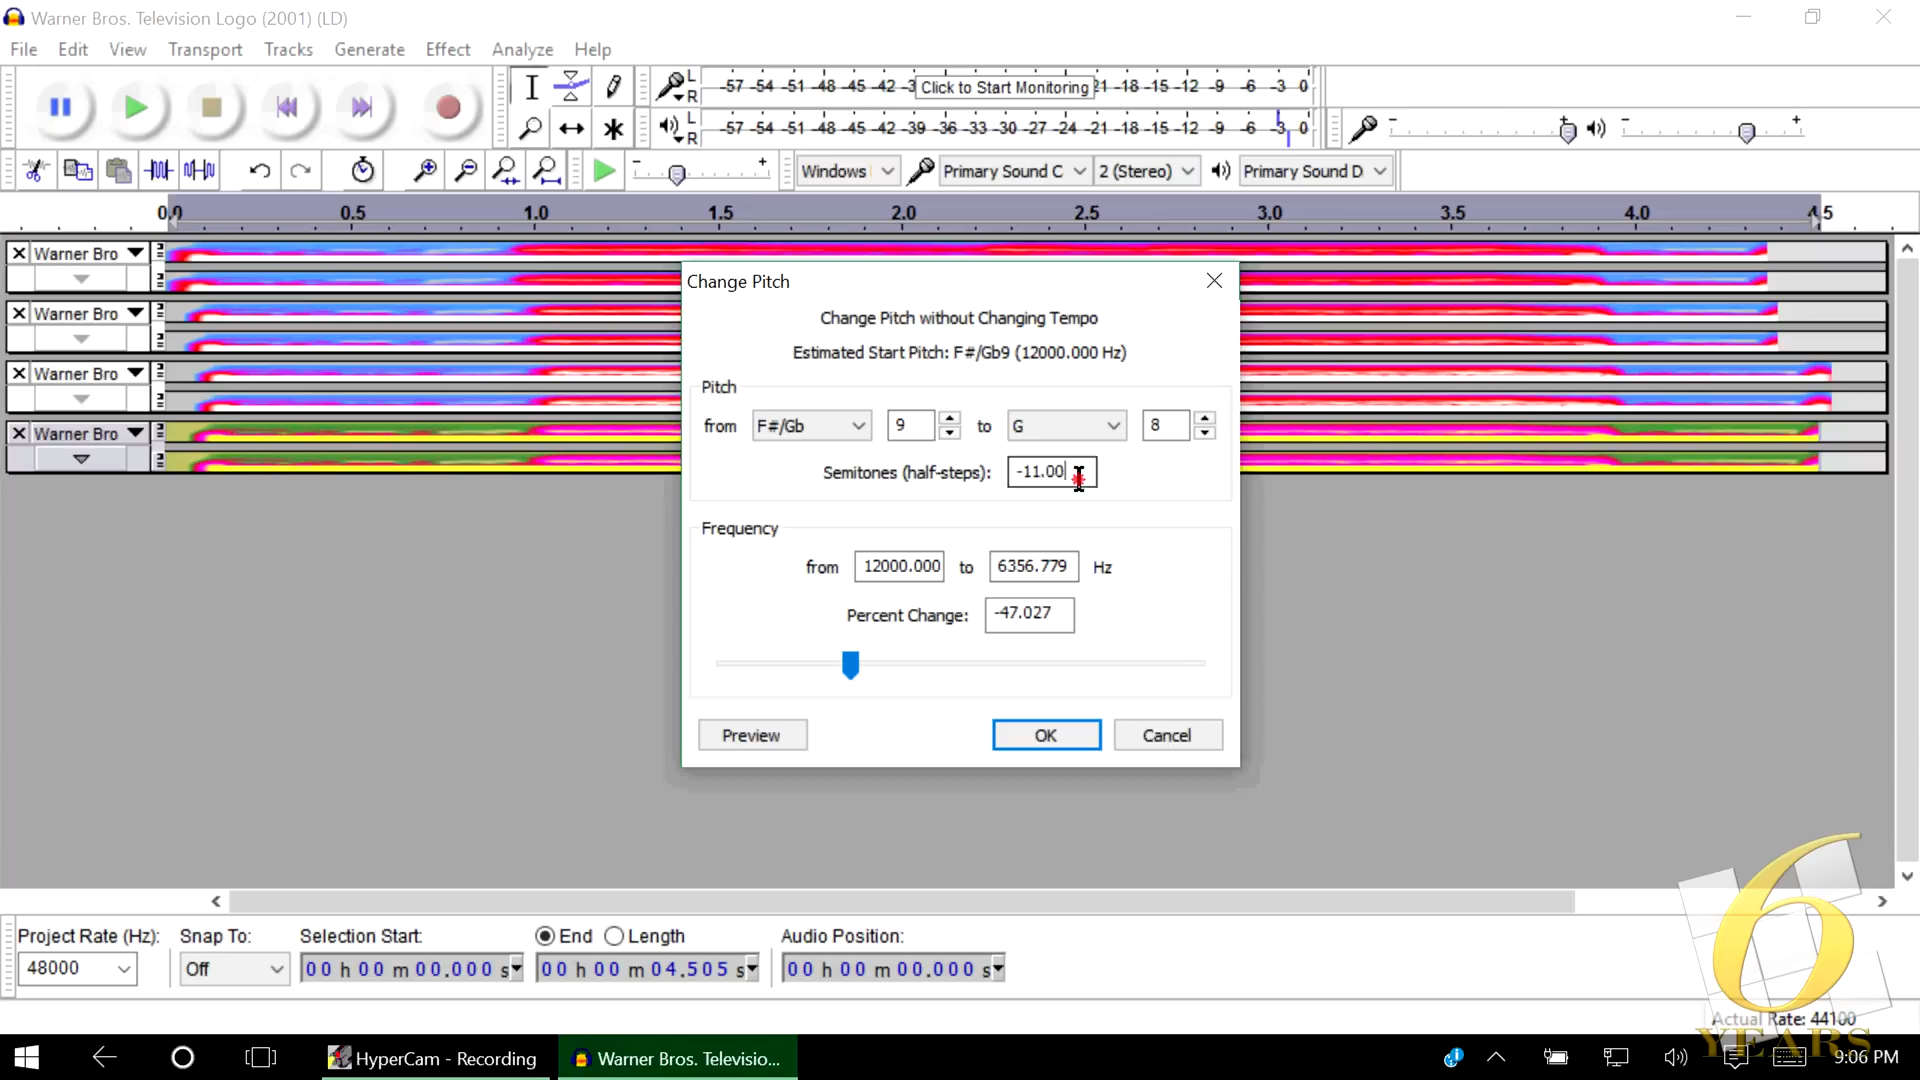 Warner Bros. Television Logo (2001) (LD)
File Edit View Transport Tracks Generate Effect Analyze Help
L
R
-57 -54 -51 -48 -45 -42 -3 Click to Start Monitoring 21 -18 -15 -12 -9 -6 -3 0
L
R
-57 -54 -51 -48 -45 -42 -39 -36 -33 -30 -27 -24 -21 -18 -15 -12 -9 -6 -3 0
Windows Primary Sound C 2 (Stereo) Primary Sound D
0.0 0.5 1.0 1.5 2.0 2.5 3.0 3.5 4.0 4.5
Warner Bro
Warner Bro
Warner Bro
Warner Bro
Change Pitch
Change Pitch without Changing Tempo
Estimated Start Pitch: F#/Gb9 (12000.000 Hz)
Pitch
from F#/Gb 9 to G 8
Semitones (half-steps): -11.00
Frequency
from 12000.000 to 6356.779 Hz
Percent Change: -47.027
Preview OK Cancel
Project Rate (Hz): Snap To: Selection Start: End Length Audio Position:
48000 Off 00 h 00 m 00.000 s 00 h 00 m 04.505 s 00 h 00 m 00.000 s
6
YEARS
Actual Rate: 44100
HyperCam - Recording Warner Bros. Televisio... 9:06 PM